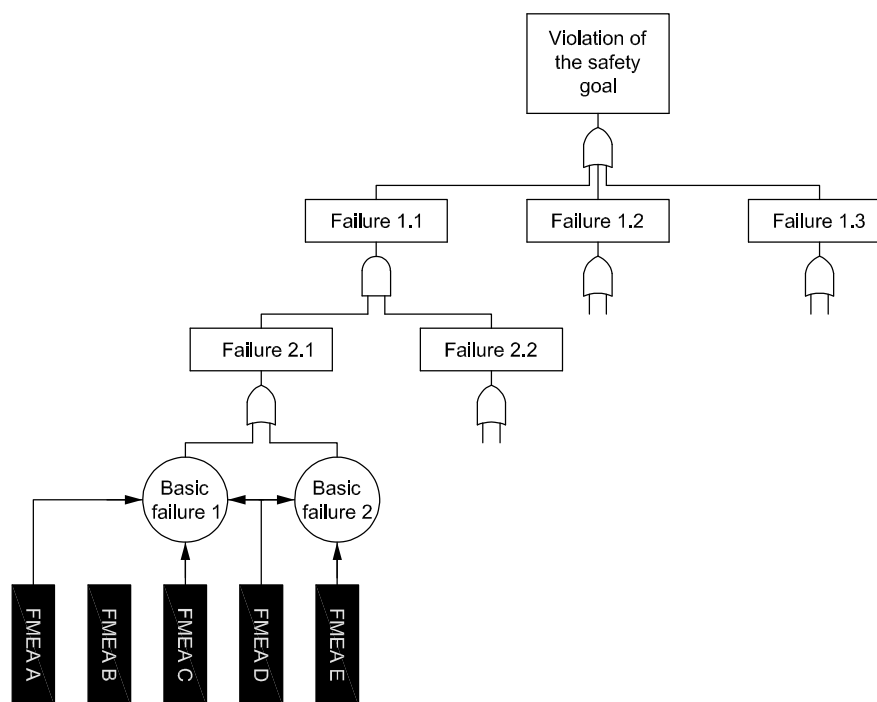 Violation of
the safety
goal
Failure 1.1
Failure 1.2
Failure 1.3
Failure 2.1
Failure 2.2
Basic
failure 1
Basic
failure 2
FMEA A
FMEA B
FMEA C
FMEA D
FMEA E